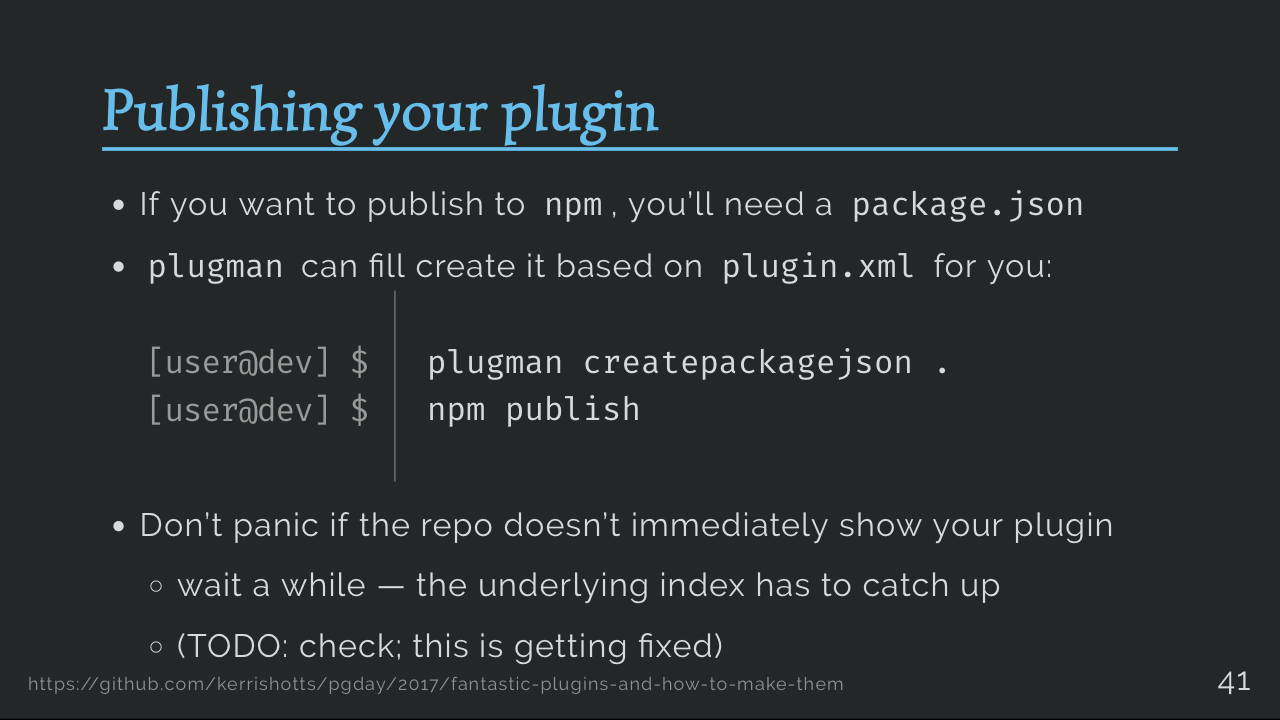 Publishing your plugin
• If you want to publish to npm, you’ll need a package.json
• plugman can fill create it based on plugin.xml for you:
[user@dev] $ plugman createpackagejson .
[user@dev] $ npm publish
• Don’t panic if the repo doesn’t immediately show your plugin
◦ wait a while — the underlying index has to catch up
◦ (TODO: check; this is getting fixed)
https://github.com/kerrishotts/pgday/2017/fantastic-plugins-and-how-to-make-them
41